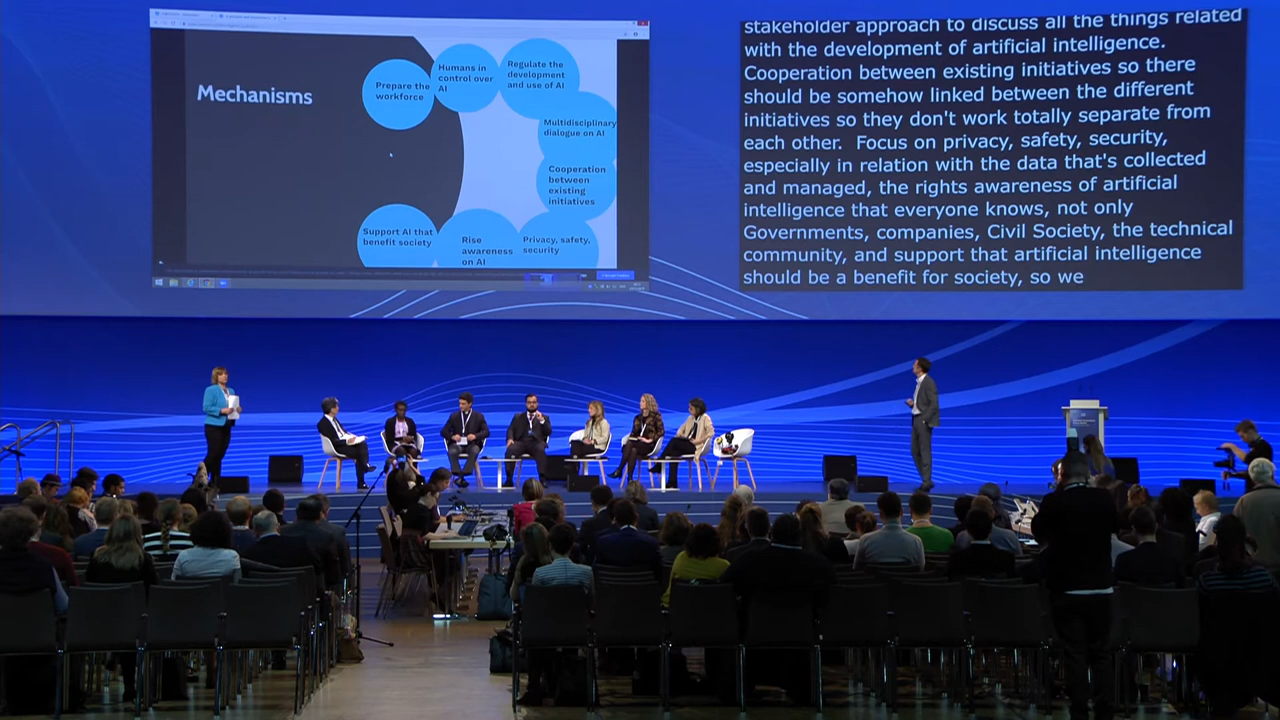 Mechanisms
Prepare the
workforce
Humans in
control over
AI
Regulate the
development
and use of AI
Multidisciplinary
dialogue on AI
Cooperation
between
existing
initiatives
Privacy, safety,
security
Rise
awareness
on AI
Support AI that
benefit society
stakeholder approach to discuss all the things related
with the development of artificial intelligence.
Cooperation between existing initiatives so there
should be somehow linked between the different
initiatives so they don't work totally separate from
each other.  Focus on privacy, safety, security,
especially in relation with the data that's collected
and managed, the rights awareness of artificial
intelligence that everyone knows, not only
Governments, companies, Civil Society, the technical
community, and support that artificial intelligence
should be a benefit for society, so we